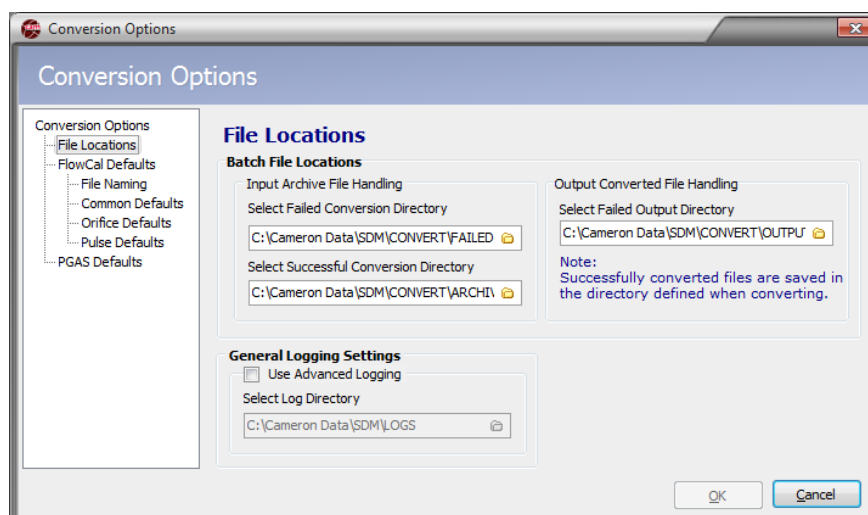 Conversion Options
Conversion Options
Conversion Options
File Locations
FlowCal Defaults
File Naming
Common Defaults
Orifice Defaults
Pulse Defaults
PGAS Defaults
File Locations
Batch File Locations
Input Archive File Handling
Select Failed Conversion Directory
C:\Cameron Data\SDM\CONVERT\FAILED
Select Successful Conversion Directory
C:\Cameron Data\SDM\CONVERT\ARCHI
Output Converted File Handling
Select Failed Output Directory
C:\Cameron Data\SDM\CONVERT\OUTPU
Note:
Successfully converted files are saved in
the directory defined when converting.
General Logging Settings
Use Advanced Logging
Select Log Directory
C:\Cameron Data\SDM\LOGS
OK
Cancel